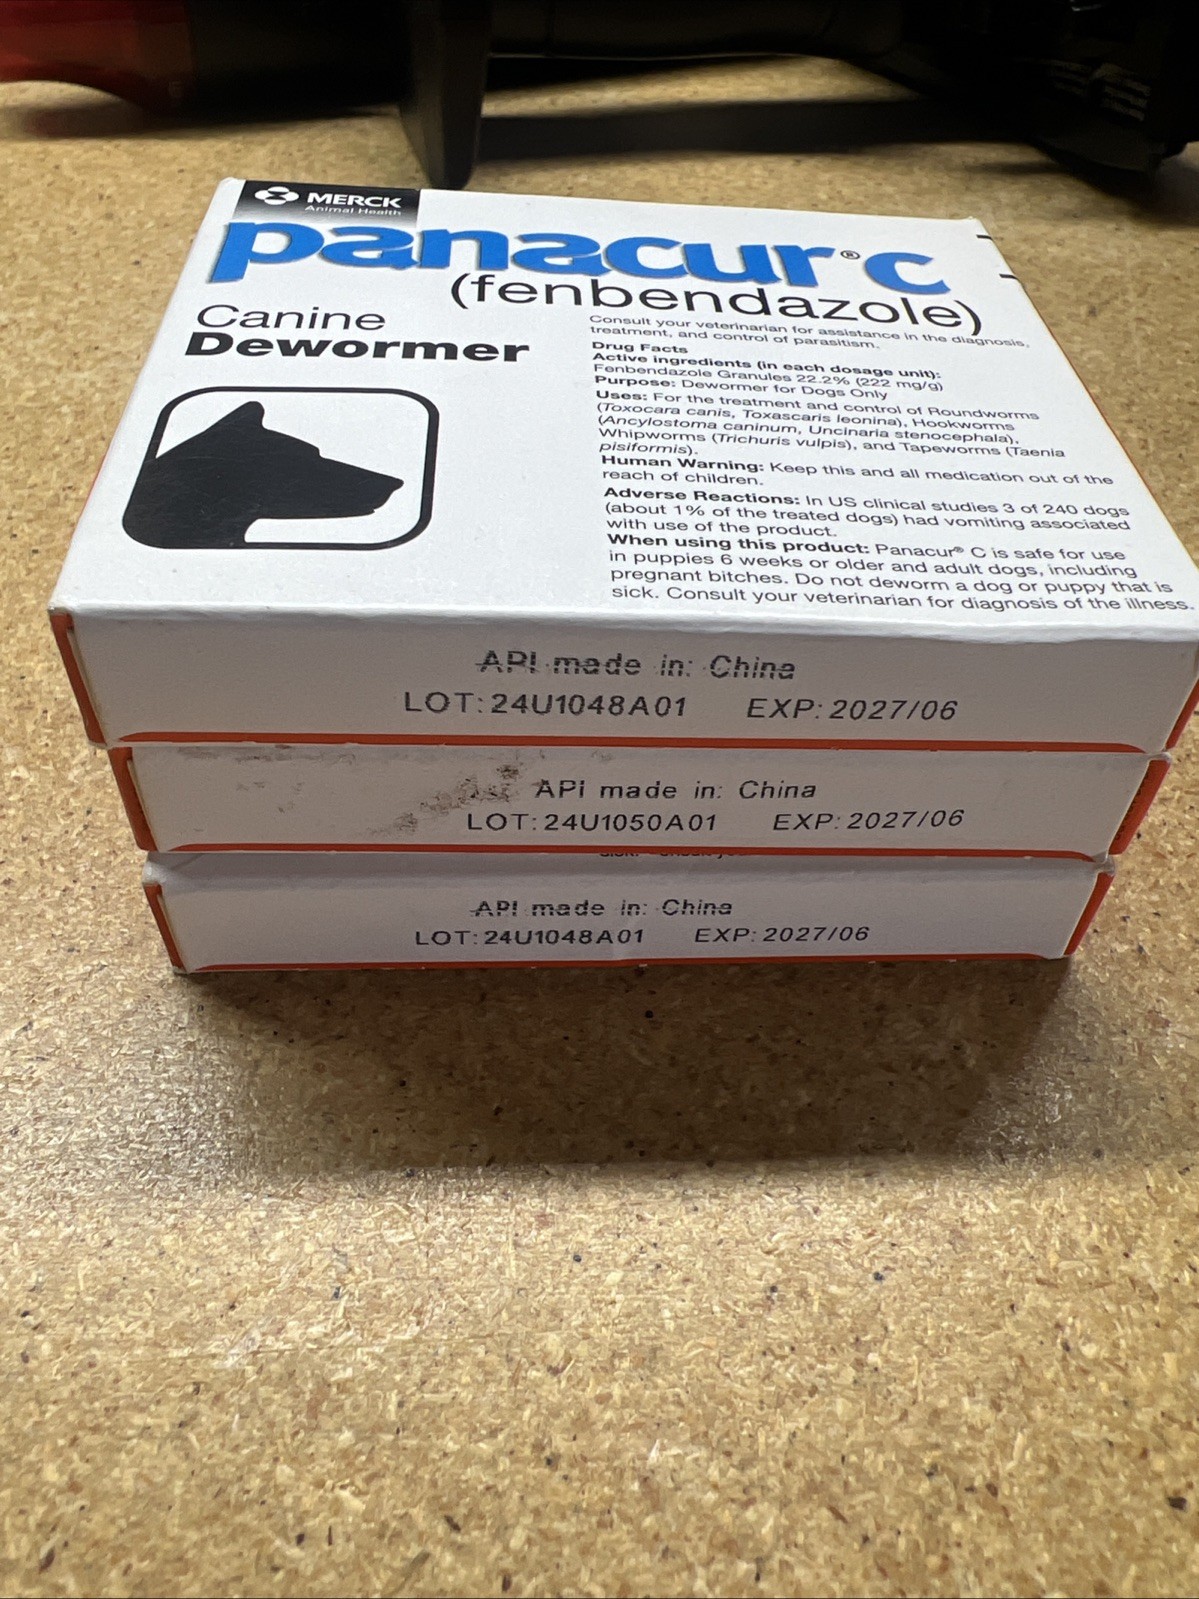 MERCK
Animal Health
panacur® c
(fenbendazole)
Canine
Dewormer
Consult your veterinarian for assistance in the diagnosis,
treatment, and control of parasitism.
Drug Facts
Active ingredients (in each dosage unit):
Fenbendazole Granules 22.2% (222 mg/g)
Purpose: Dewormer for Dogs Only
Uses: For the treatment and control of Roundworms
(Toxocara canis, Toxascaris leonina), Hookworms
(Ancylostoma caninum, Uncinaria stenocephala),
Whipworms (Trichuris vulpis), and Tapeworms (Taenia
pisiformis).
Human Warning: Keep this and all medication out of the
reach of children.
Adverse Reactions: In US clinical studies 3 of 240 dogs
(about 1% of the treated dogs) had vomiting associated
with use of the product.
When using this product: Panacur® C is safe for use
in puppies 6 weeks or older and adult dogs, including
pregnant bitches. Do not deworm a dog or puppy that is
sick. Consult your veterinarian for diagnosis of the illness.
API made in: China
LOT: 24U1048A01 EXP: 2027/06
API made in: China
LOT: 24U1050A01 EXP: 2027/06
API made in: China
LOT: 24U1048A01 EXP: 2027/06